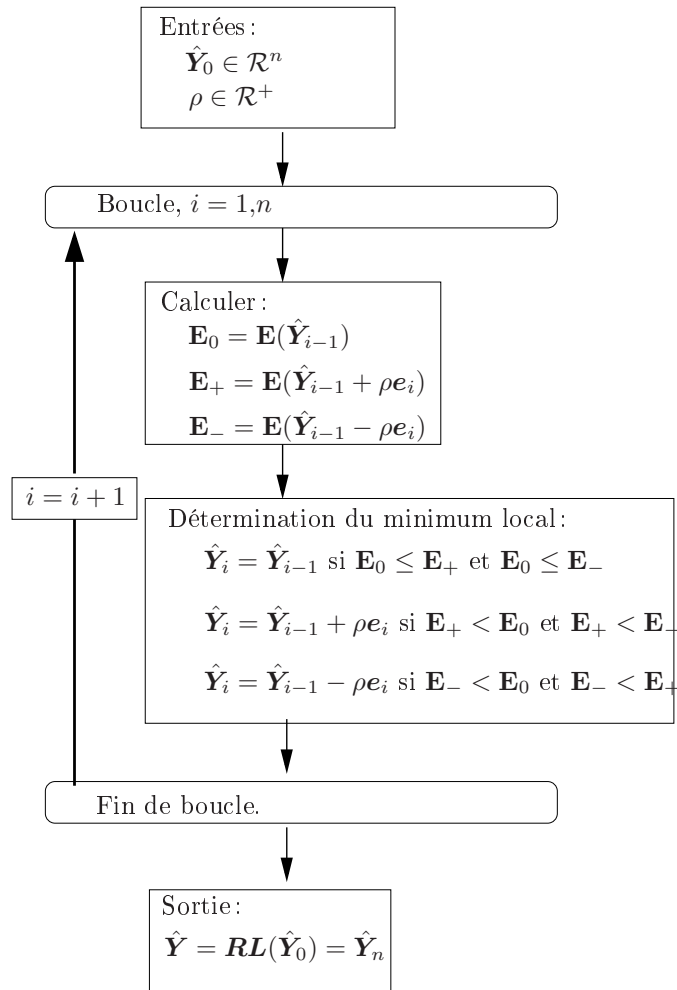 Entrées :
Ŷ₀ ∈ ℛⁿ
ρ ∈ ℛ⁺
Boucle, i = 1,n
Calculer :
E₀ = E(Ŷᵢ₋₁)
E₊ = E(Ŷᵢ₋₁ + ρeᵢ)
E₋ = E(Ŷᵢ₋₁ − ρeᵢ)
i = i + 1
Détermination du minimum local :
Ŷᵢ = Ŷᵢ₋₁ si E₀ ≤ E₊ et E₀ ≤ E₋
Ŷᵢ = Ŷᵢ₋₁ + ρeᵢ si E₊ < E₀ et E₊ < E₋
Ŷᵢ = Ŷᵢ₋₁ − ρeᵢ si E₋ < E₀ et E₋ < E₊
Fin de boucle.
Sortie :
Ŷ = RL(Ŷ₀) = Ŷₙ